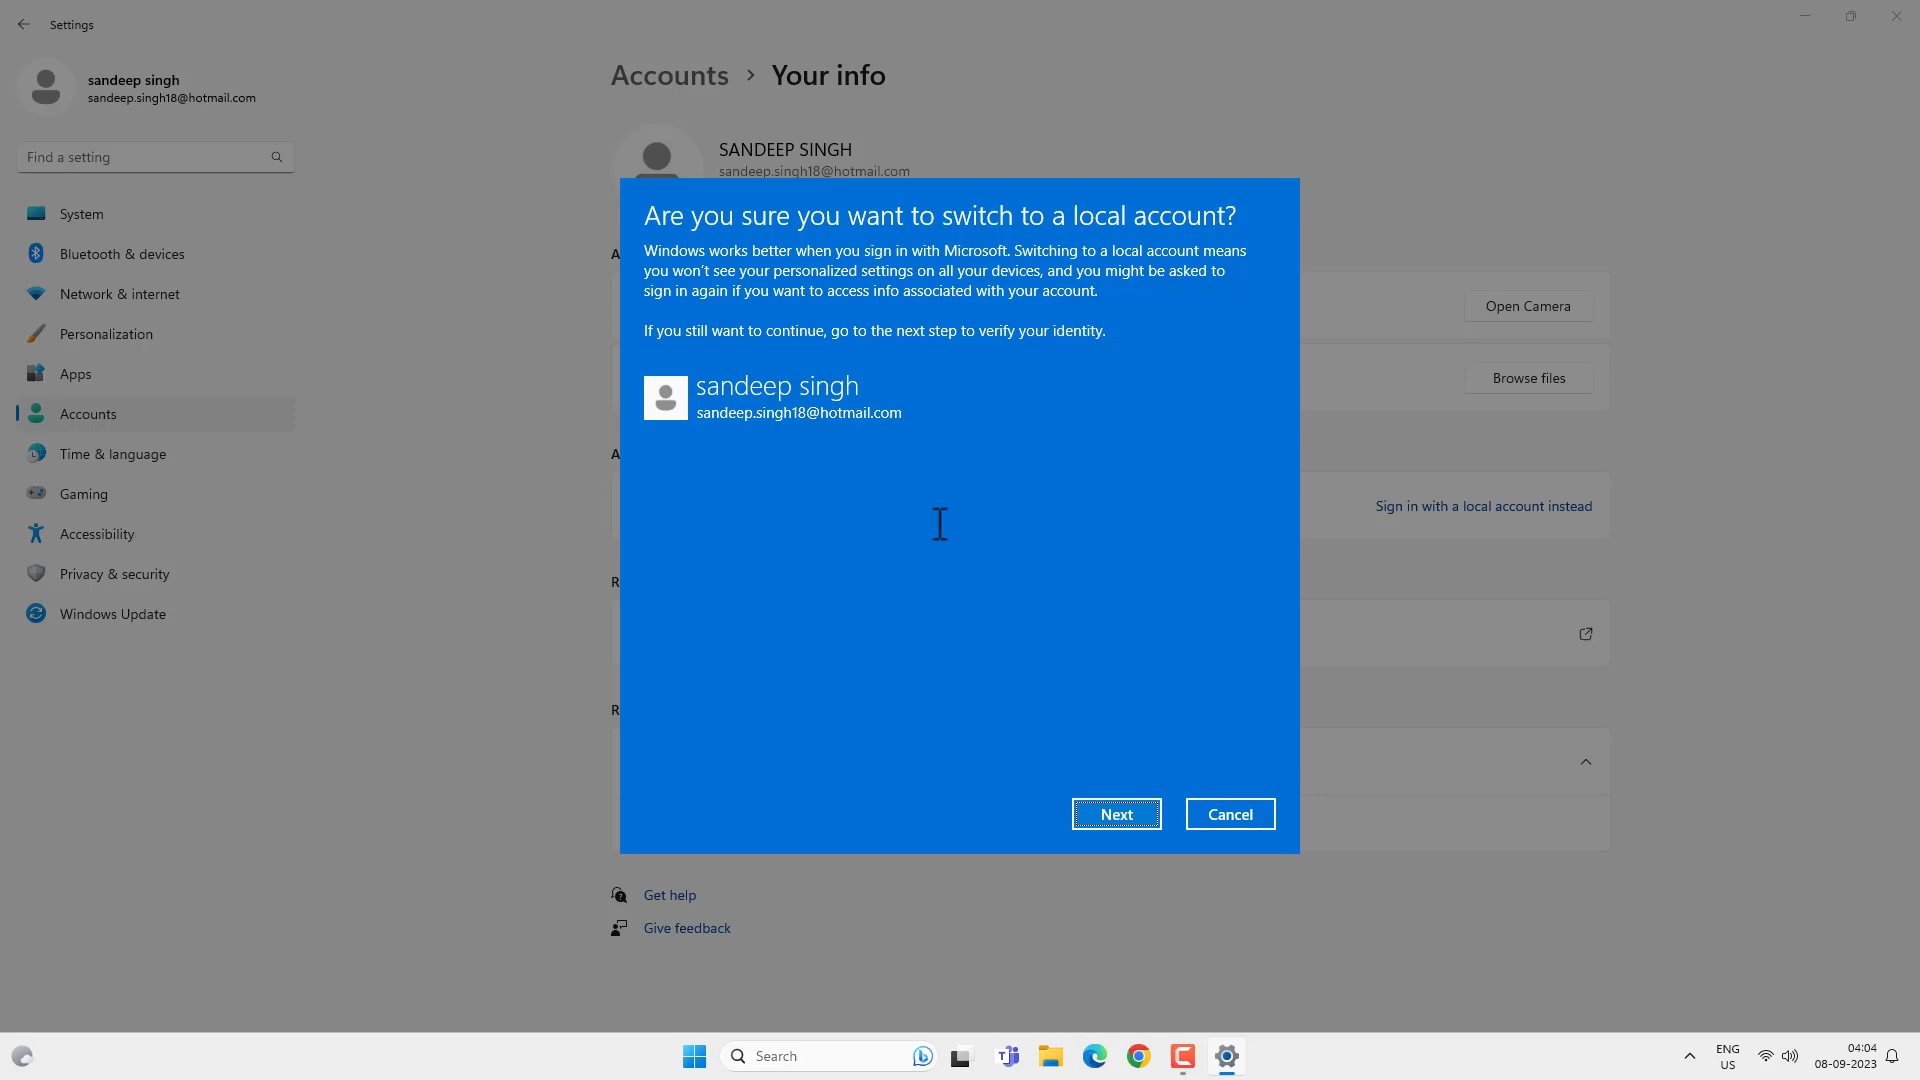 Settings
sandeep singh
sandeep.singh18@hotmail.com
Find a setting
System
Bluetooth & devices
Network & internet
Personalization
Apps
Accounts
Time & language
Gaming
Accessibility
Privacy & security
Windows Update
Accounts > Your info
SANDEEP SINGH
sandeep.singh18@hotmail.com
Are you sure you want to switch to a local account?
Windows works better when you sign in with Microsoft. Switching to a local account means
you won't see your personalized settings on all your devices, and you might be asked to
sign in again if you want to access info associated with your account.
If you still want to continue, go to the next step to verify your identity.
sandeep singh
sandeep.singh18@hotmail.com
Next
Cancel
A
Open Camera
Browse files
A
Sign in with a local account instead
R
R
Get help
Give feedback
Search
ENG
US
04:04
08-09-2023